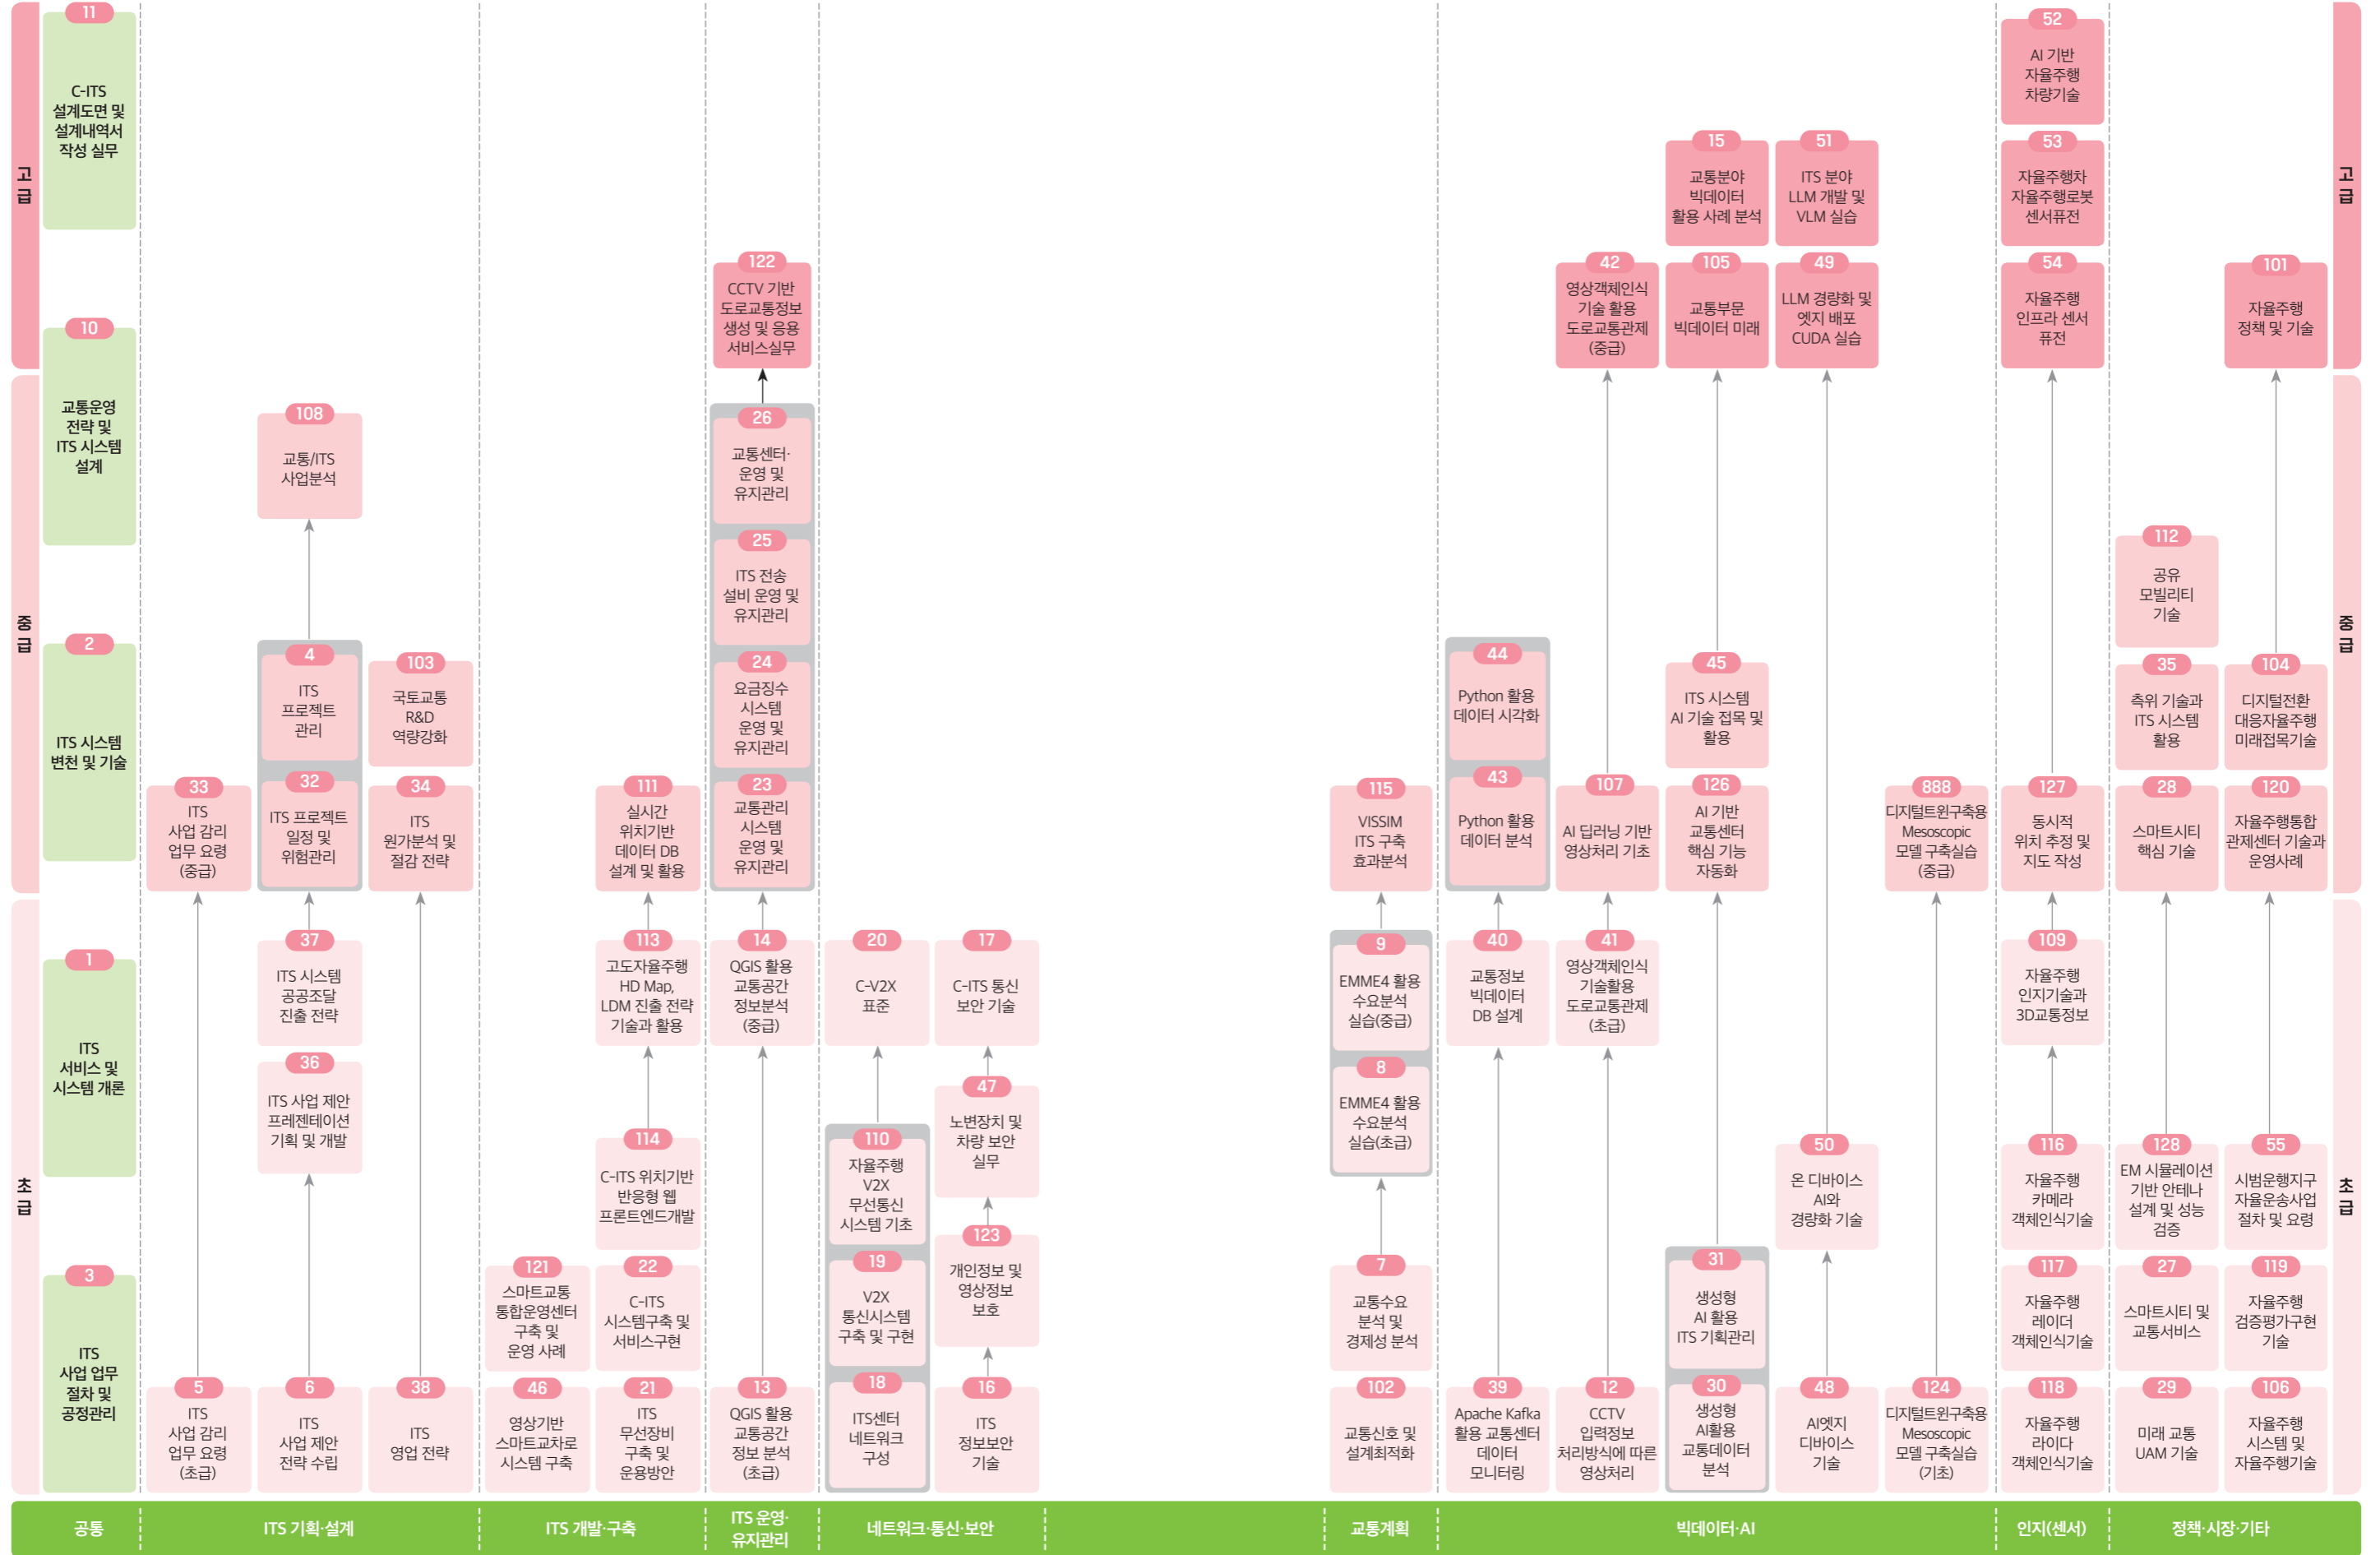 고
급
중
급
초
급
11
C-ITS
설계도면 및
설계내역서
작성 실무
10
교통운영
전략 및
ITS 시스템
설계
2
ITS 시스템
변천 및 기술
1
ITS
서비스 및
시스템 개론
3
ITS
사업 업무
절차 및
공정관리
33
ITS
사업 감리
업무 요령
(중급)
5
ITS
사업 감리
업무 요령
(초급)
108
교통/ITS
사업분석
4
ITS
프로젝트
관리
32
ITS 프로젝트
일정 및
위험관리
37
ITS 시스템
공공조달
진출 전략
36
ITS 사업 제안
프레젠테이션
기획 및 개발
6
ITS
사업 제안
전략 수립
103
국토교통
R&D
역량강화
34
ITS
원가분석 및
절감 전략
38
ITS
영업 전략
121
스마트교통
통합운영센터
구축 및
운영 사례
46
영상기반
스마트교차로
시스템 구축
111
실시간
위치기반
데이터 DB
설계 및 활용
113
고도자율주행
HD Map,
LDM 진출 전략
기술과 활용
114
C-ITS 위치기반
반응형 웹
프론트엔드개발
22
C-ITS
시스템구축 및
서비스구현
21
ITS
무선장비
구축 및
운용방안
122
CCTV 기반
도로교통정보
생성 및 응용
서비스실무
26
교통센터·
운영 및
유지관리
25
ITS 전송
설비 운영 및
유지관리
24
요금징수
시스템
운영 및
유지관리
23
교통관리
시스템
운영 및
유지관리
14
QGIS 활용
교통공간
정보분석
(중급)
13
QGIS 활용
교통공간
정보 분석
(초급)
20
C-V2X
표준
110
자율주행
V2X
무선통신
시스템 기초
19
V2X
통신시스템
구축 및 구현
18
ITS센터
네트워크
구성
17
C-ITS 통신
보안 기술
47
노변장치 및
차량 보안
실무
123
개인정보 및
영상정보
보호
16
ITS
정보보안
기술
115
VISSIM
ITS 구축
효과분석
9
EMME4 활용
수요분석
실습(중급)
8
EMME4 활용
수요분석
실습(초급)
7
교통수요
분석 및
경제성 분석
102
교통신호 및
설계최적화
44
Python 활용
데이터 시각화
43
Python 활용
데이터 분석
40
교통정보
빅데이터
DB 설계
39
Apache Kafka
활용 교통센터
데이터
모니터링
42
영상객체인식
기술 활용
도로교통관제
(중급)
107
AI 딥러닝 기반
영상처리 기초
41
영상객체인식
기술활용
도로교통관제
(초급)
12
CCTV
입력정보
처리방식에 따른
영상처리
15
교통분야
빅데이터
활용 사례 분석
105
교통부문
빅데이터 미래
45
ITS 시스템
AI 기술 접목 및
활용
126
AI 기반
교통센터
핵심 기능
자동화
31
생성형
AI 활용
ITS 기획관리
30
생성형
AI활용
교통데이터
분석
51
ITS 분야
LLM 개발 및
VLM 실습
49
LLM 경량화 및
엣지 배포
CUDA 실습
50
온 디바이스
AI와
경량화 기술
48
AI엣지
디바이스
기술
888
디지털트윈구축용
Mesoscopic
모델 구축실습
(중급)
124
디지털트윈구축용
Mesoscopic
모델 구축실습
(기초)
52
AI 기반
자율주행
차량기술
53
자율주행차
자율주행로봇
센서퓨전
54
자율주행
인프라 센서
퓨전
127
동시적
위치 추정 및
지도 작성
109
자율주행
인지기술과
3D교통정보
116
자율주행
카메라
객체인식기술
117
자율주행
레이더
객체인식기술
118
자율주행
라이다
객체인식기술
112
공유
모빌리티
기술
35
측위 기술과
ITS 시스템
활용
28
스마트시티
핵심 기술
128
EM 시뮬레이션
기반 안테나
설계 및 성능
검증
27
스마트시티 및
교통서비스
29
미래 교통
UAM 기술
101
자율주행
정책 및 기술
104
디지털전환
대응자율주행
미래접목기술
120
자율주행통합
관제센터 기술과
운영사례
55
시범운행지구
자율운송사업
절차 및 요령
119
자율주행
검증평가구현
기술
106
자율주행
시스템 및
자율주행기술
고
급
중
급
초
급
공통
ITS 기획·설계
ITS 개발·구축
ITS 운영·
유지관리
네트워크·통신·보안
교통계획
빅데이터·AI
인지(센서)
정책·시장·기타